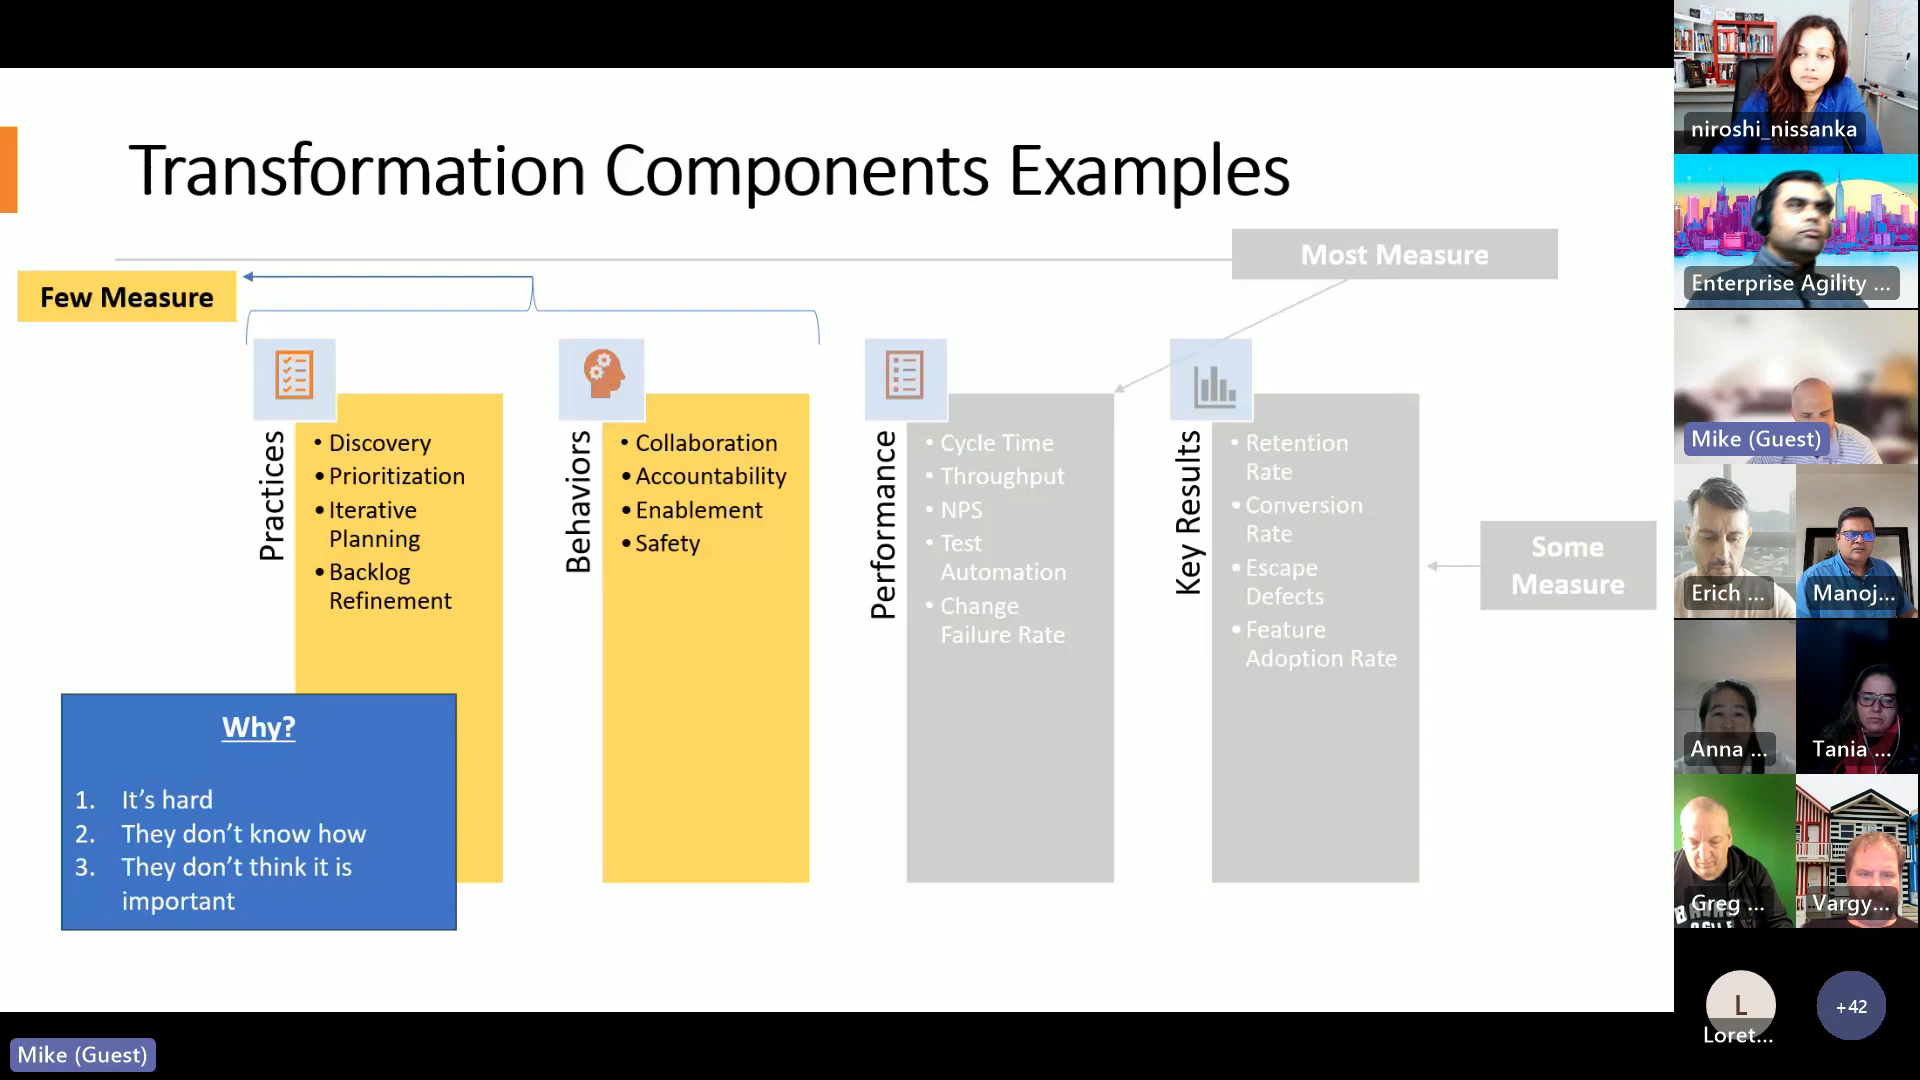 Transformation Components Examples
Most Measure
Few Measure
Practices
• Discovery
• Prioritization
• Iterative
Planning
• Backlog
Refinement
Behaviors
• Collaboration
• Accountability
• Enablement
• Safety
Performance
• Cycle Time
• Throughput
• NPS
• Test
Automation
• Change
Failure Rate
Key Results
• Retention
Rate
• Conversion
Rate
• Escape
Defects
• Feature
Adoption Rate
Some
Measure
Why?
1. It’s hard
2. They don’t know how
3. They don’t think it is
important
Mike (Guest)
niroshi_nissanka
Enterprise Agility ...
Mike (Guest)
Erich ...
Manoj...
Anna ...
Tania ...
Greg ...
Vargy...
L
Loret...
+42